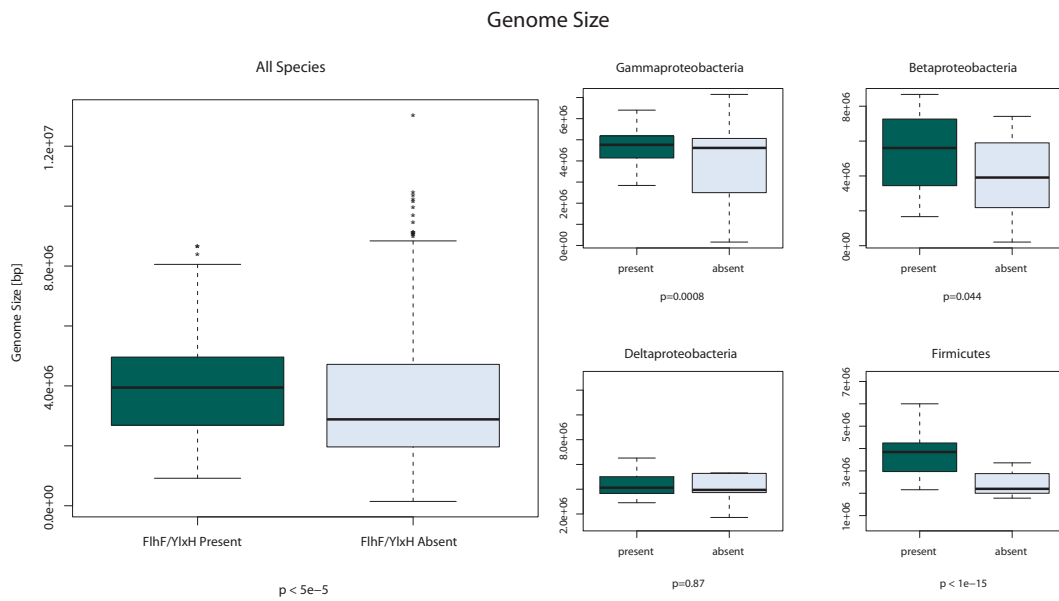 Genome Size
All Species
Genome Size [bp]
1.2e+07
8.0e+06
4.0e+06
0.0e+00
FlhF/YlxH Present
FlhF/YlxH Absent
p < 5e−5
Gammaproteobacteria
6e+06
4e+06
2e+06
0e+00
present
absent
p=0.0008
Betaproteobacteria
8e+06
4e+06
0e+00
present
absent
p=0.044
Deltaproteobacteria
8.0e+06
2.0e+06
present
absent
p=0.87
Firmicutes
7e+06
5e+06
3e+06
1e+06
present
absent
p < 1e−15